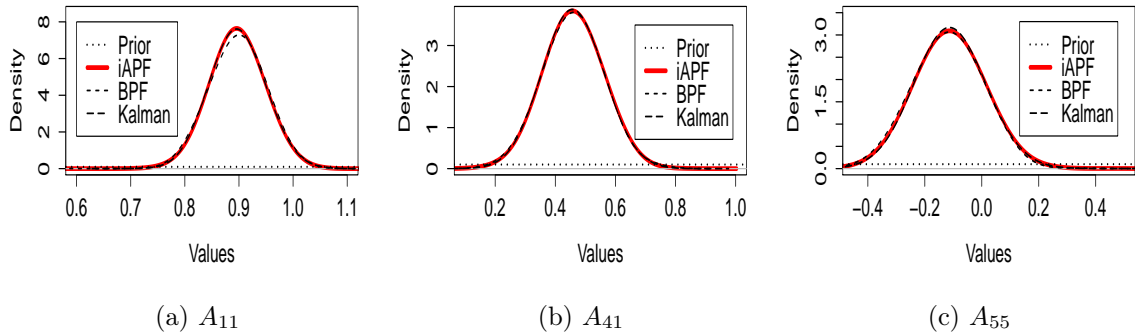 Density
8
6
4
2
0
Prior
iAPF
BPF
Kalman
0.6 0.7 0.8 0.9 1.0 1.1
Values
(a) A₁₁
Density
3
2
1
0
Prior
iAPF
BPF
Kalman
0.2 0.4 0.6 0.8 1.0
Values
(b) A₄₁
Density
3.0
1.5
0.0
Prior
iAPF
BPF
Kalman
−0.4 −0.2 0.0 0.2 0.4
Values
(c) A₅₅